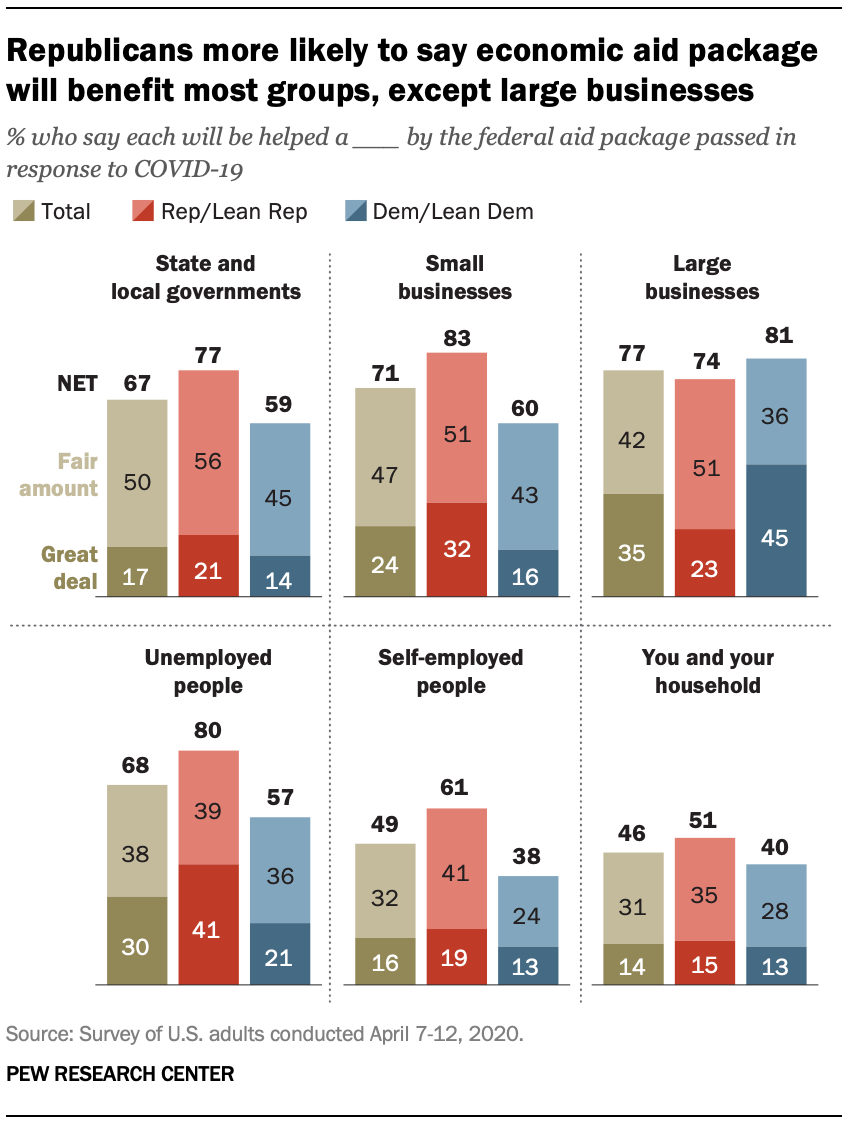 Republicans more likely to say economic aid package
will benefit most groups, except large businesses
% who say each will be helped a ___ by the federal aid package passed in
response to COVID-19
Total Rep/Lean Rep Dem/Lean Dem
State and
local governments
NET 67 77 59
Fair
amount
50 56 45
Great
deal
17 21 14
Small
businesses
71 83 60
47 51 43
24 32 16
Large
businesses
77 74 81
42 51 36
35 23 45
Unemployed
people
68 80 57
38 39 36
30 41 21
Self-employed
people
49 61 38
32 41 24
16 19 13
You and your
household
46 51 40
31 35 28
14 15 13
Source: Survey of U.S. adults conducted April 7-12, 2020.
PEW RESEARCH CENTER